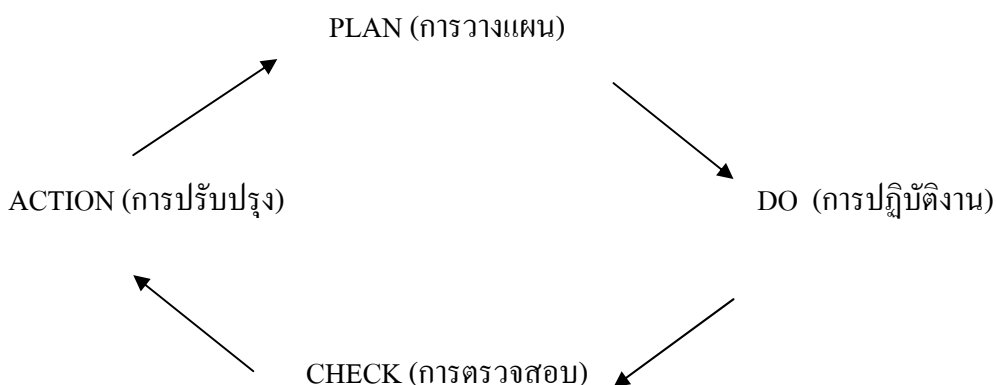 PLAN (การวางแผน)
ACTION (การปรับปรุง)
DO (การปฏิบัติงาน)
CHECK (การตรวจสอบ)